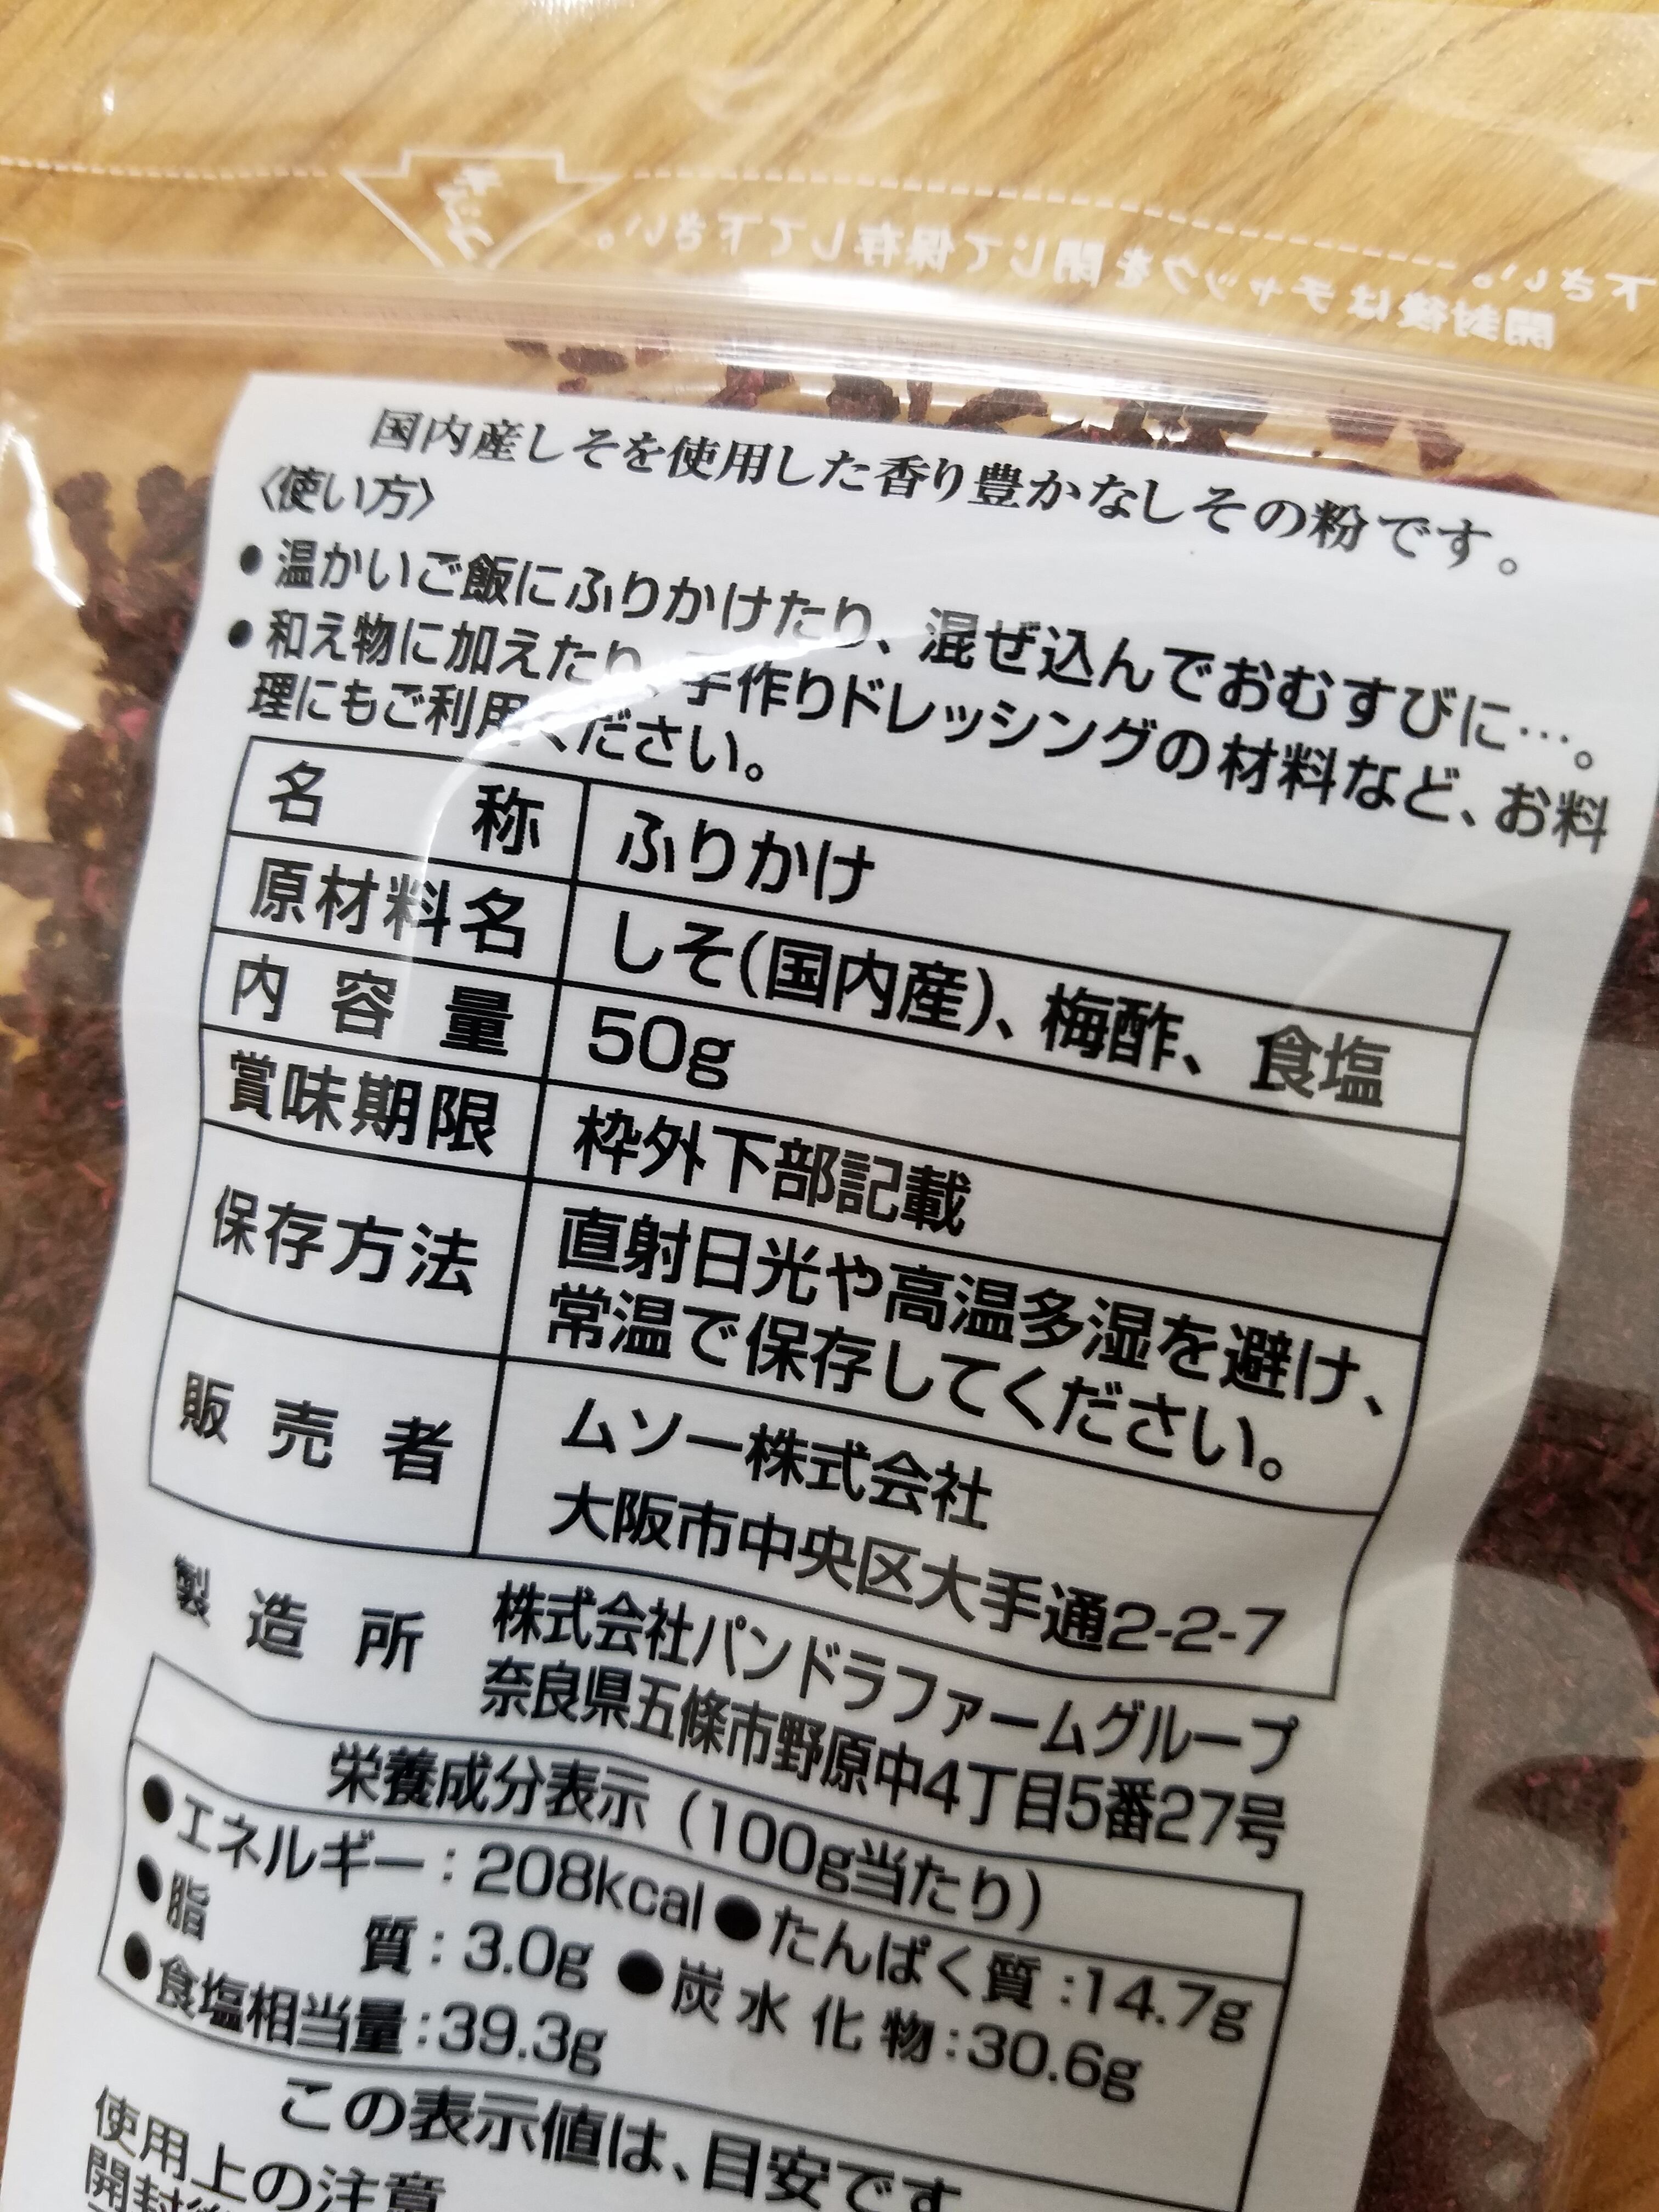 チャック
下さい。
開封後はチャックを閉じて保存して下さい。
国内産しそを使用した香り豊かなしその粉です。
〈使い方〉
●温かいご飯にふりかけたり、混ぜ込んでおむすびに…。
●和え物に加えたり、手作りドレッシングの材料など、お料
理にもご利用ください。
名称 ふりかけ
原材料名 しそ(国内産)、梅酢、食塩
内容量 50g
賞味期限 枠外下部記載
保存方法 直射日光や高温多湿を避け、
常温で保存してください。
販売者 ムソー株式会社
大阪市中央区大手通2-2-7
製造所 株式会社パンドラファームグループ
奈良県五條市野原中4丁目5番27号
栄養成分表示(100g当たり)
●エネルギー:208kcal ●たんぱく質:14.7g
●脂質:3.0g ●炭水化物:30.6g
●食塩相当量:39.3g
この表示値は、目安です
使用上の注意
開封後